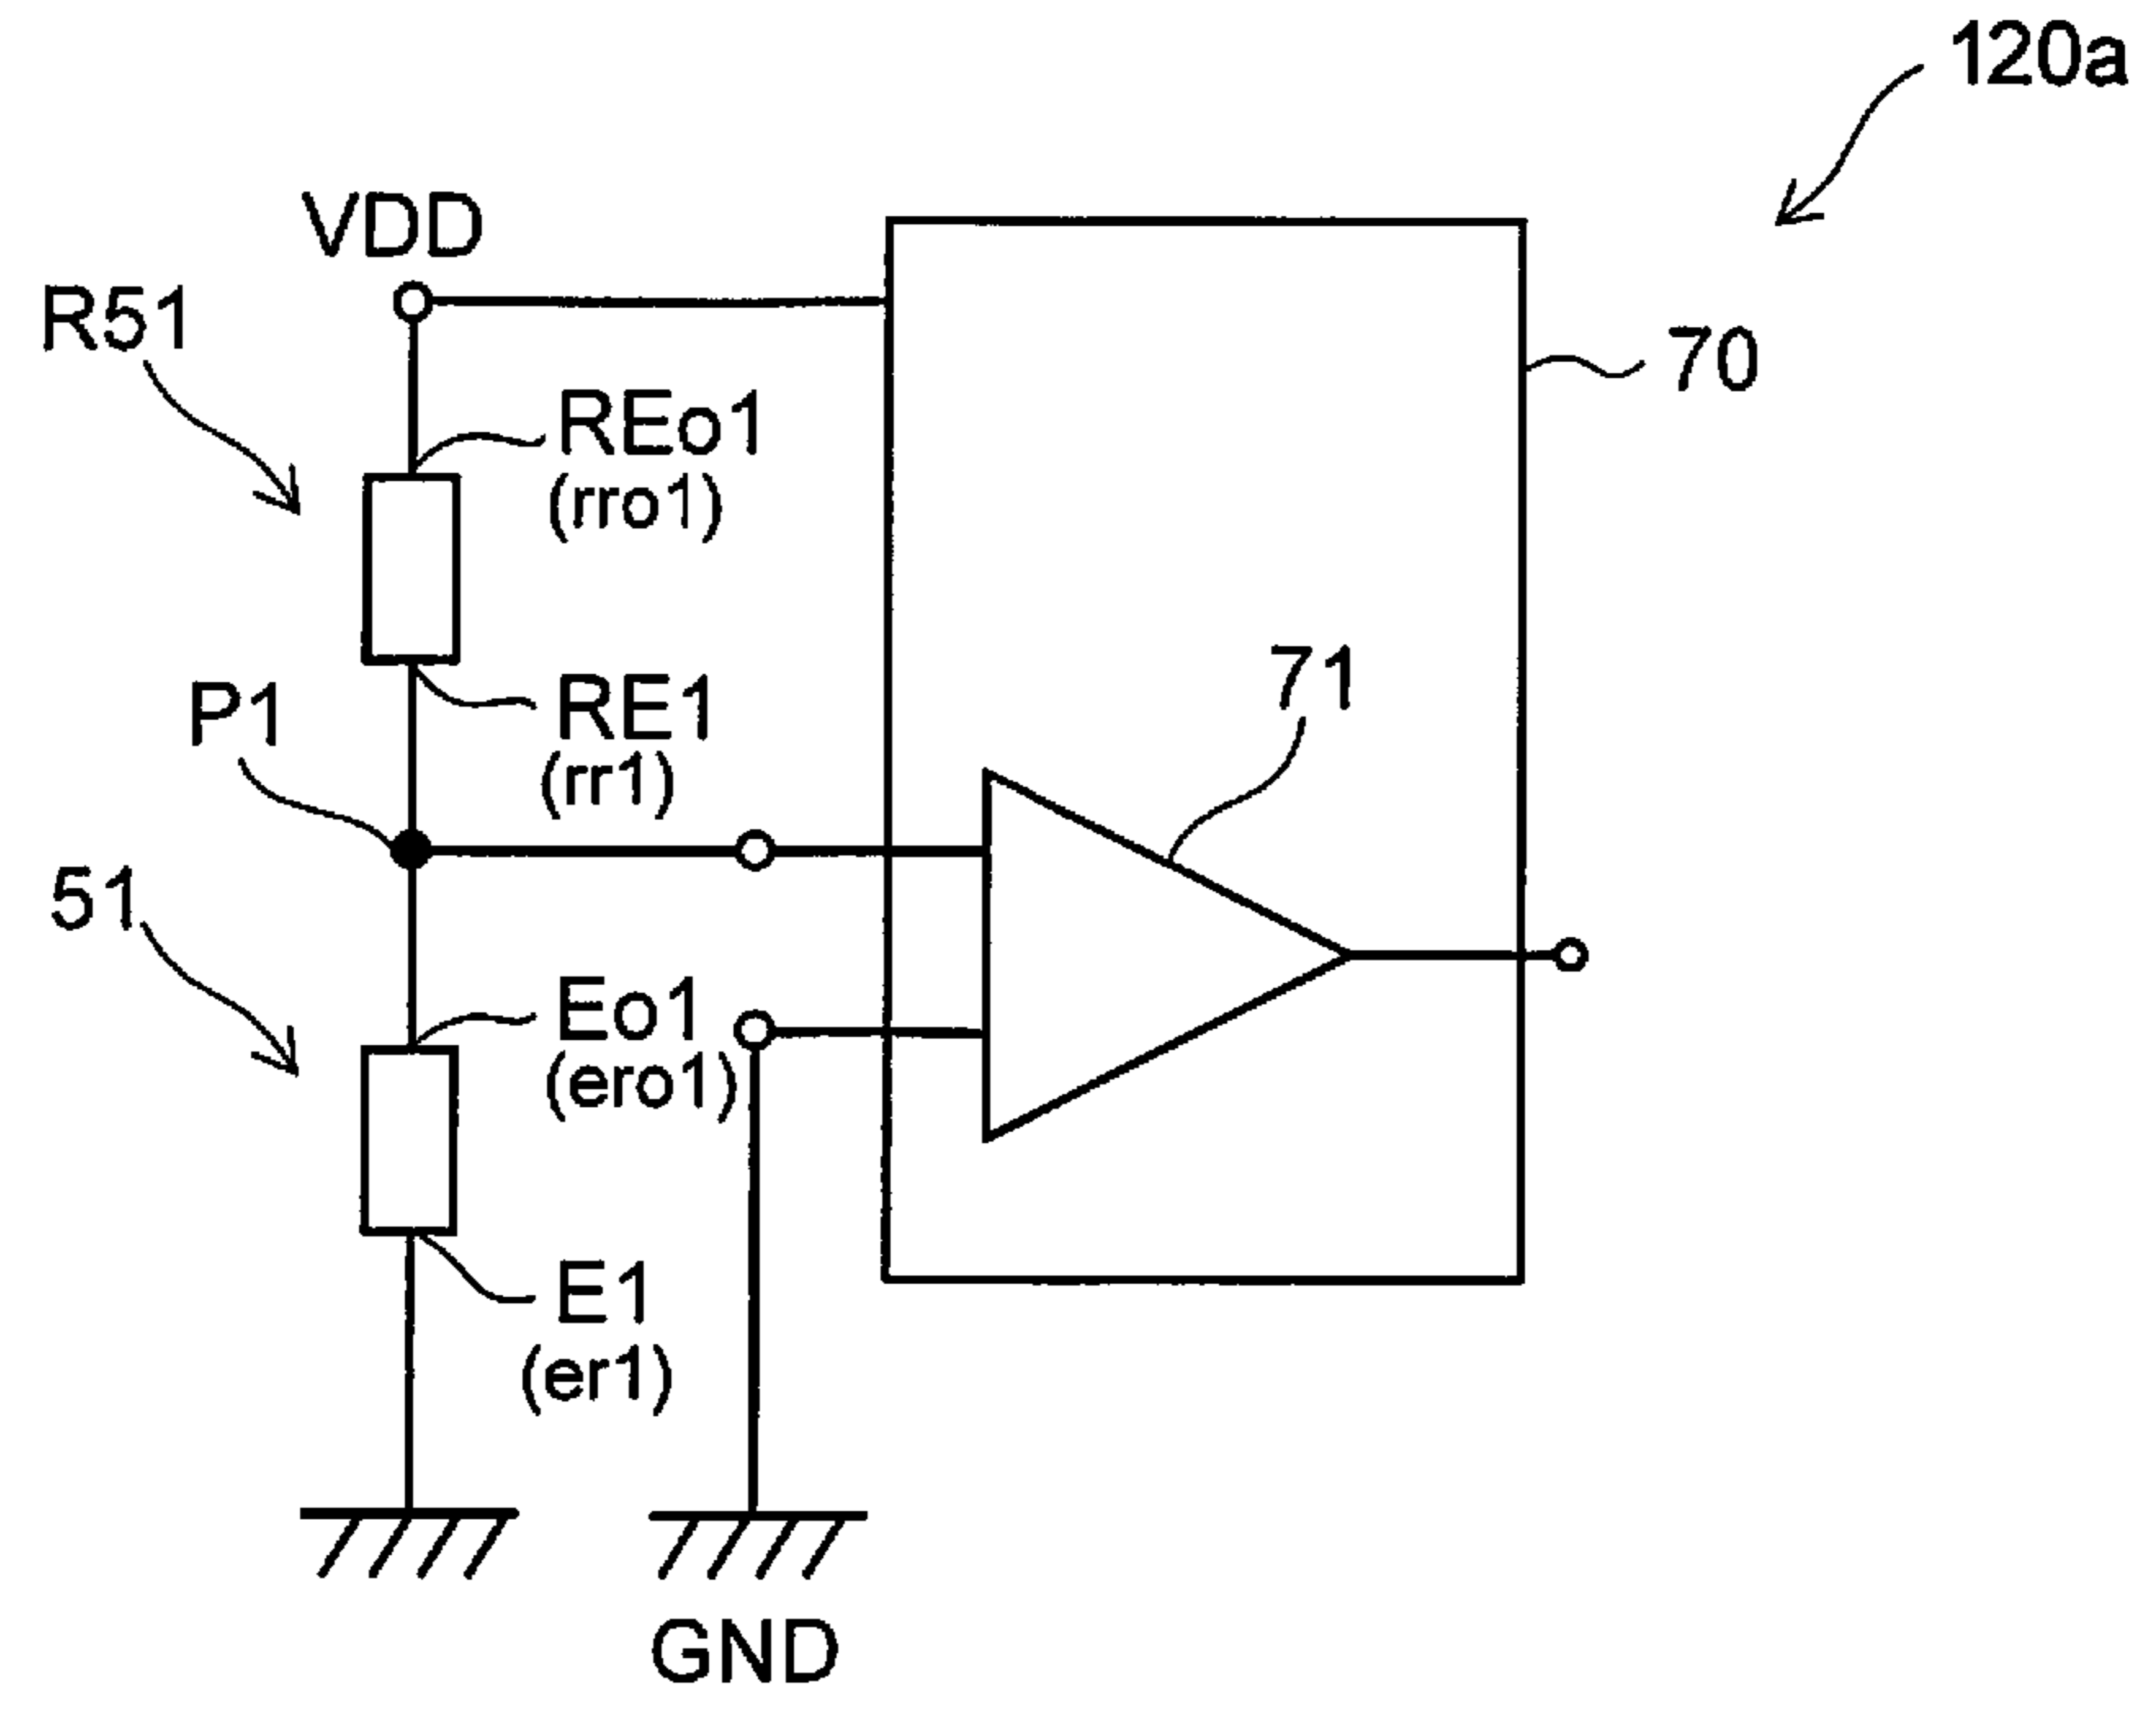 120a
VDD
R51
70
REo1
(rro1)
71
P1
RE1
(rr1)
51
Eo1
(ero1)
E1
(er1)
GND